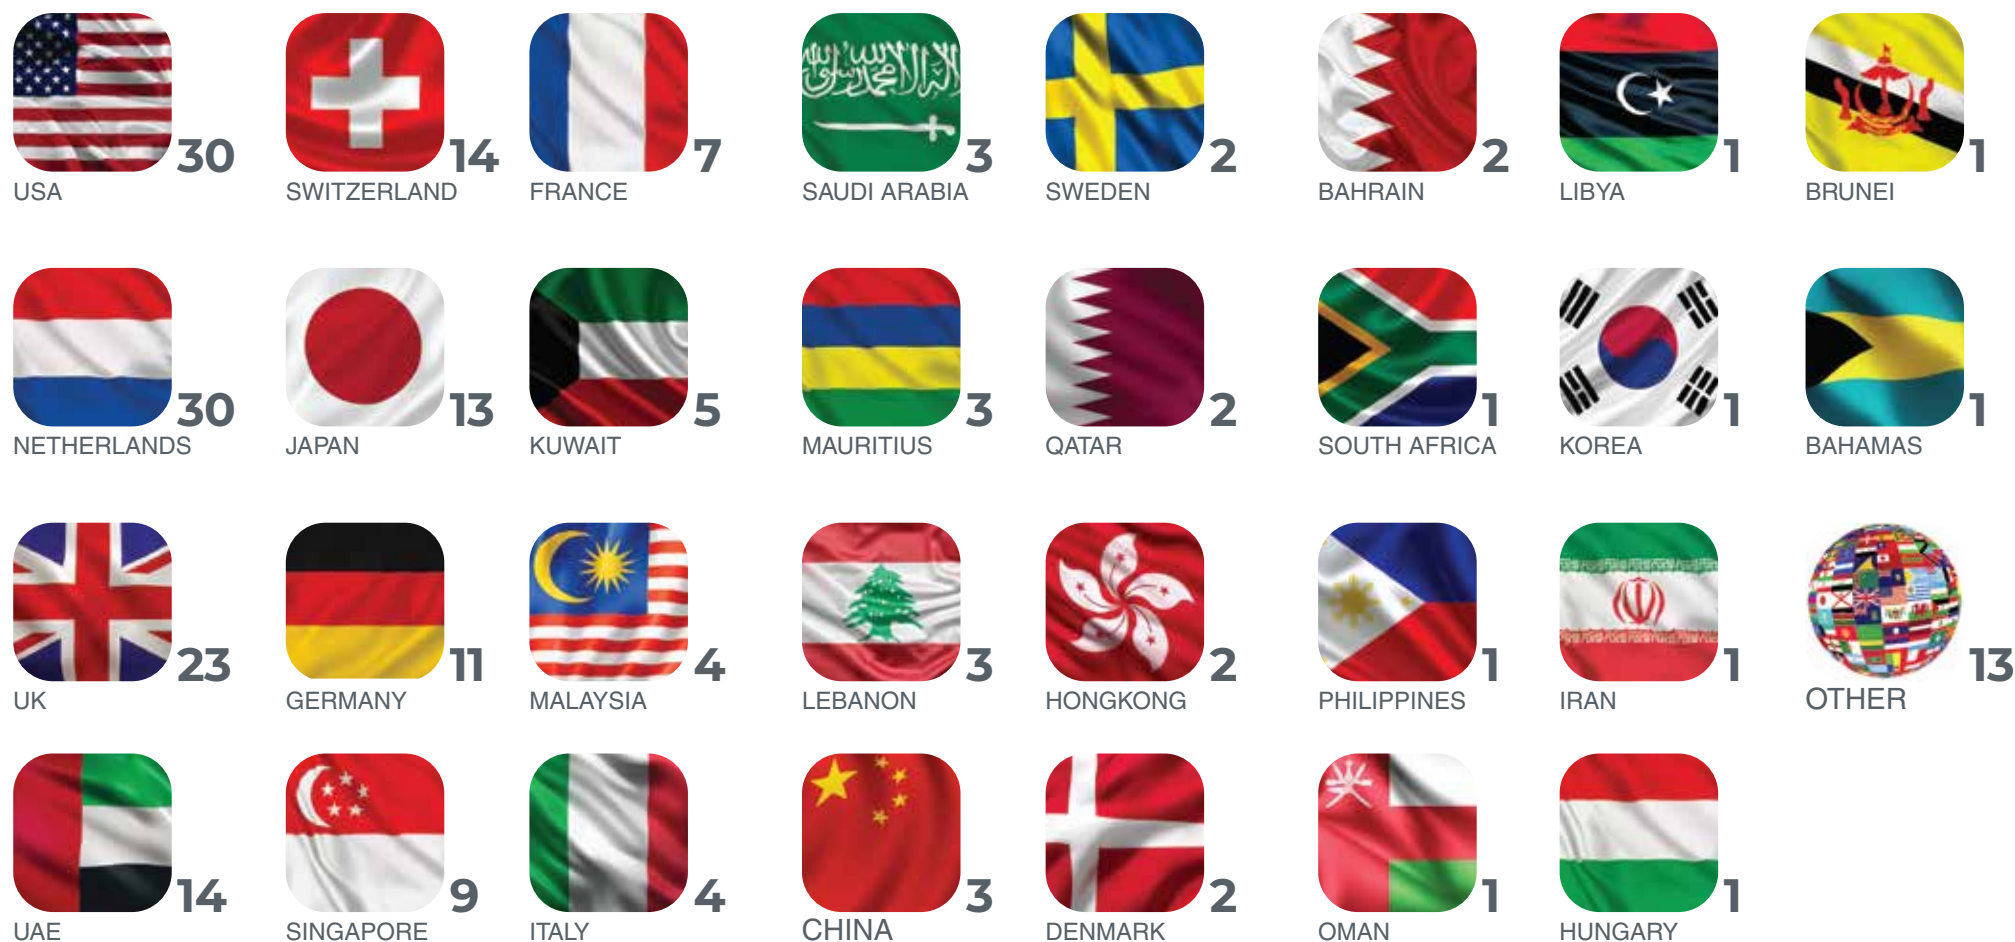 30
USA
14
SWITZERLAND
7
FRANCE
3
SAUDI ARABIA
2
SWEDEN
2
BAHRAIN
1
LIBYA
1
BRUNEI
30
NETHERLANDS
13
JAPAN
5
KUWAIT
3
MAURITIUS
2
QATAR
1
SOUTH AFRICA
1
KOREA
1
BAHAMAS
23
UK
11
GERMANY
4
MALAYSIA
3
LEBANON
2
HONGKONG
1
PHILIPPINES
1
IRAN
13
OTHER
14
UAE
9
SINGAPORE
4
ITALY
3
CHINA
2
DENMARK
1
OMAN
1
HUNGARY